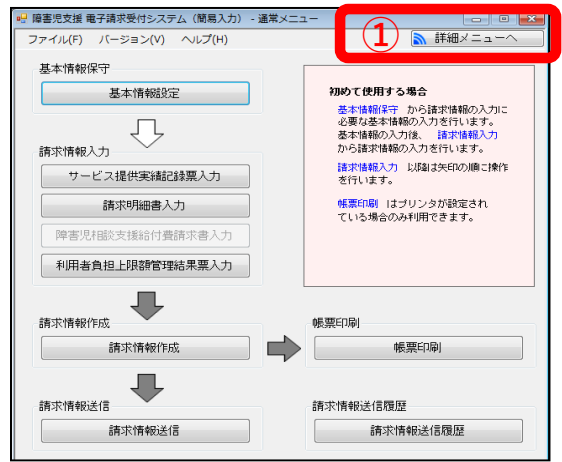 障害児支援 電子請求受付システム（簡易入力） - 通常メニュー
ファイル(F) バージョン(V) ヘルプ(H)
① 詳細メニューへ
基本情報保守
基本情報設定
初めて使用する場合
基本情報保守 から請求情報の入力に
必要な基本情報の入力を行います。
基本情報の入力後、 請求情報入力
から請求情報の入力を行います。
請求情報入力 以降は矢印の順に操作
を行います。
帳票印刷 はプリンタが設定され
ている場合のみ利用できます。
請求情報入力
サービス提供実績記録票入力
請求明細書入力
障害児相談支援給付費請求書入力
利用者負担上限額管理結果票入力
請求情報作成
請求情報作成
帳票印刷
帳票印刷
請求情報送信
請求情報送信
請求情報送信履歴
請求情報送信履歴